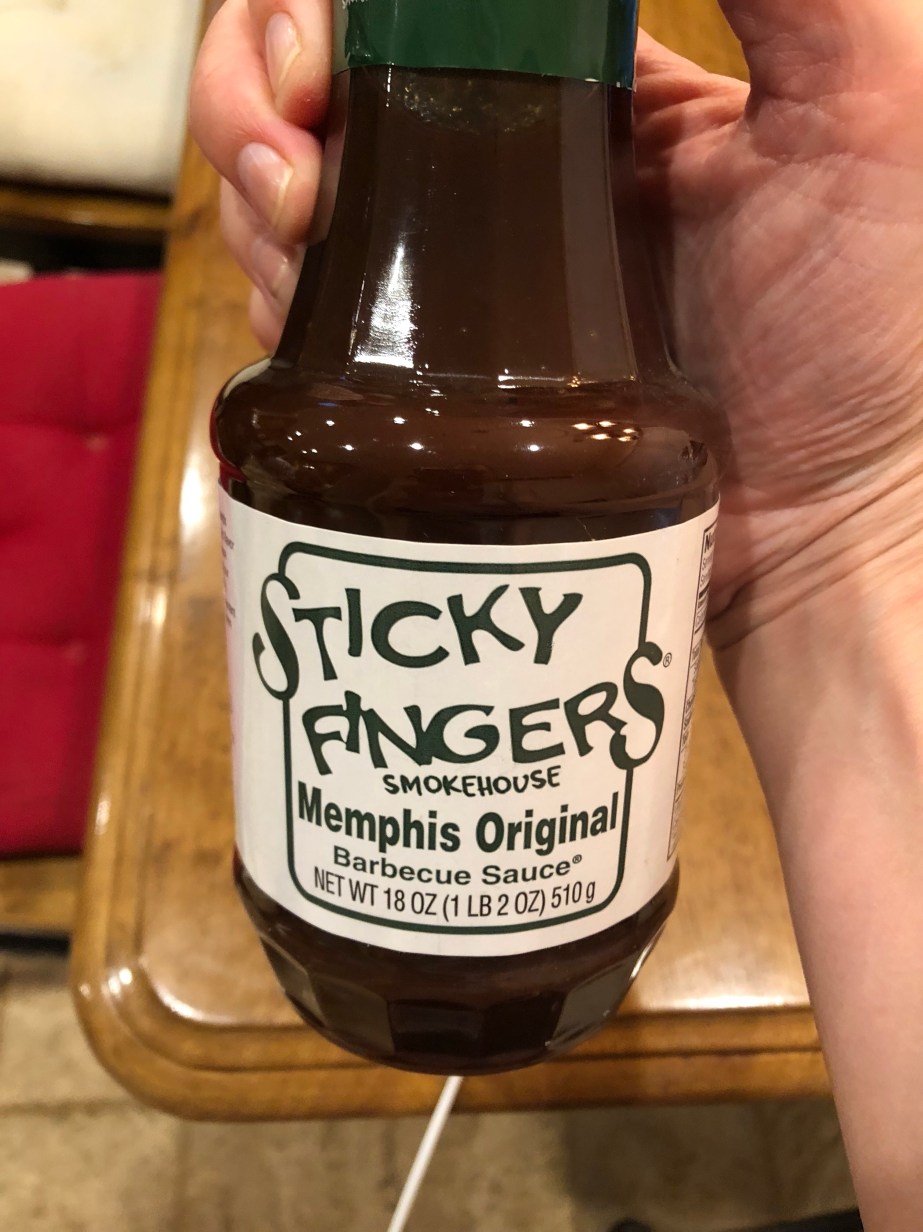 STICKY
FINGERS®
SMOKEHOUSE
Memphis Original
Barbecue Sauce®
NET WT 18 OZ (1 LB 2 OZ) 510 g